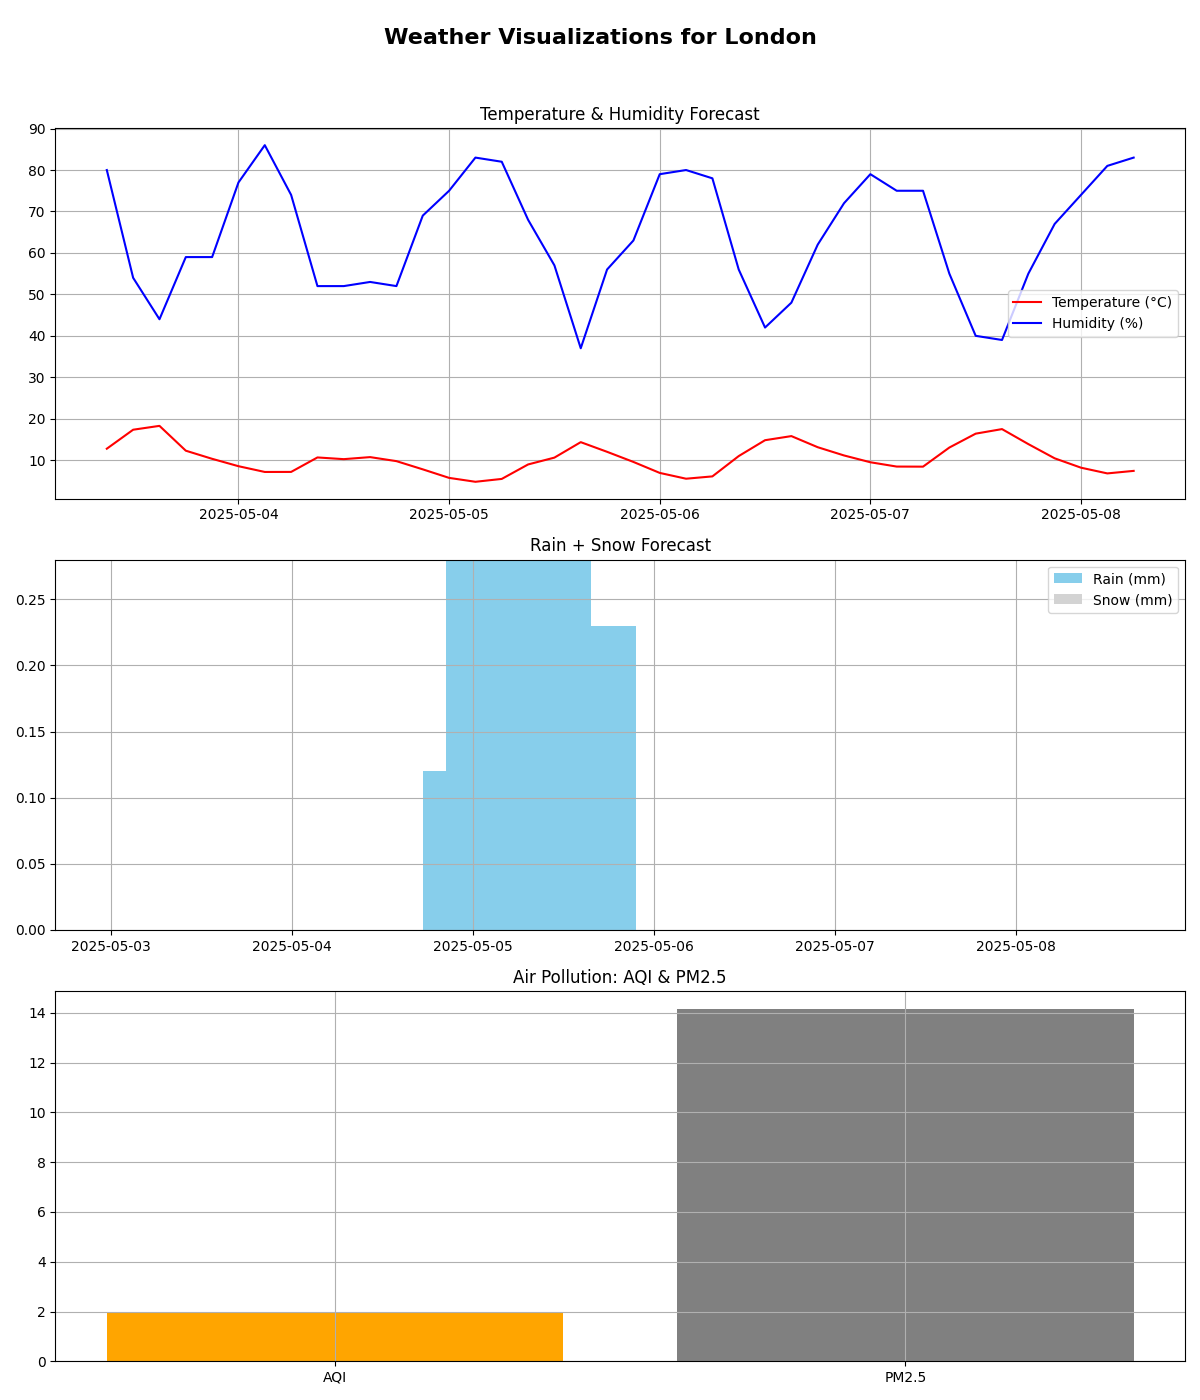 Weather Visualizations for London
Temperature & Humidity Forecast
90
80
70
60
50
40
30
20
10
Temperature (°C)
Humidity (%)
2025-05-04 2025-05-05 2025-05-06 2025-05-07 2025-05-08
Rain + Snow Forecast
Rain (mm)
Snow (mm)
0.25
0.20
0.15
0.10
0.05
0.00
2025-05-03 2025-05-04 2025-05-05 2025-05-06 2025-05-07 2025-05-08
Air Pollution: AQI & PM2.5
14
12
10
8
6
4
2
0
AQI PM2.5